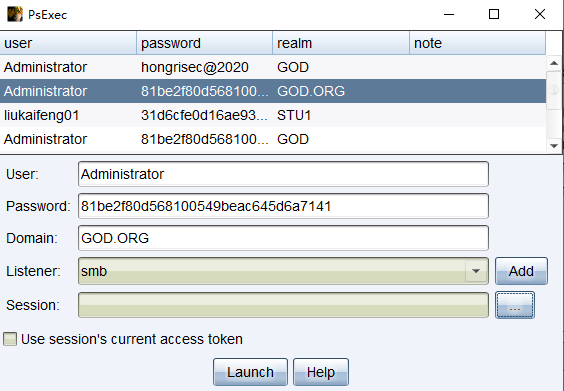 PsExec
user password realm note
Administrator hongrisec@2020 GOD
Administrator 81be2f80d568100... GOD.ORG
liukaifeng01 31d6cfe0d16ae93... STU1
Administrator 81be2f80d568100... GOD
User: Administrator
Password: 81be2f80d568100549beac645d6a7141
Domain: GOD.ORG
Listener: smb Add
Session: ...
Use session's current access token
Launch Help